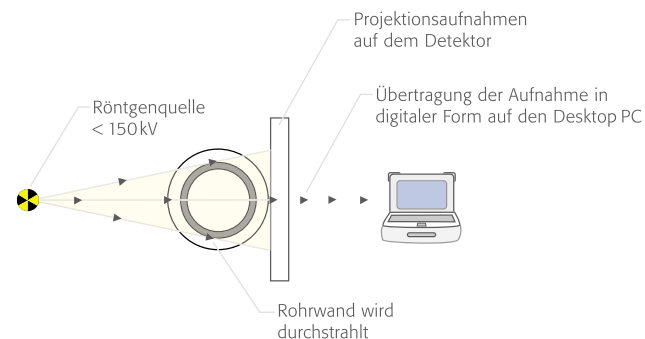 Projektionsaufnahmen
auf dem Detektor
Übertragung der Aufnahme in
digitaler Form auf den Desktop PC
Röntgenquelle
< 150 kV
Rohrwand wird
durchstrahlt